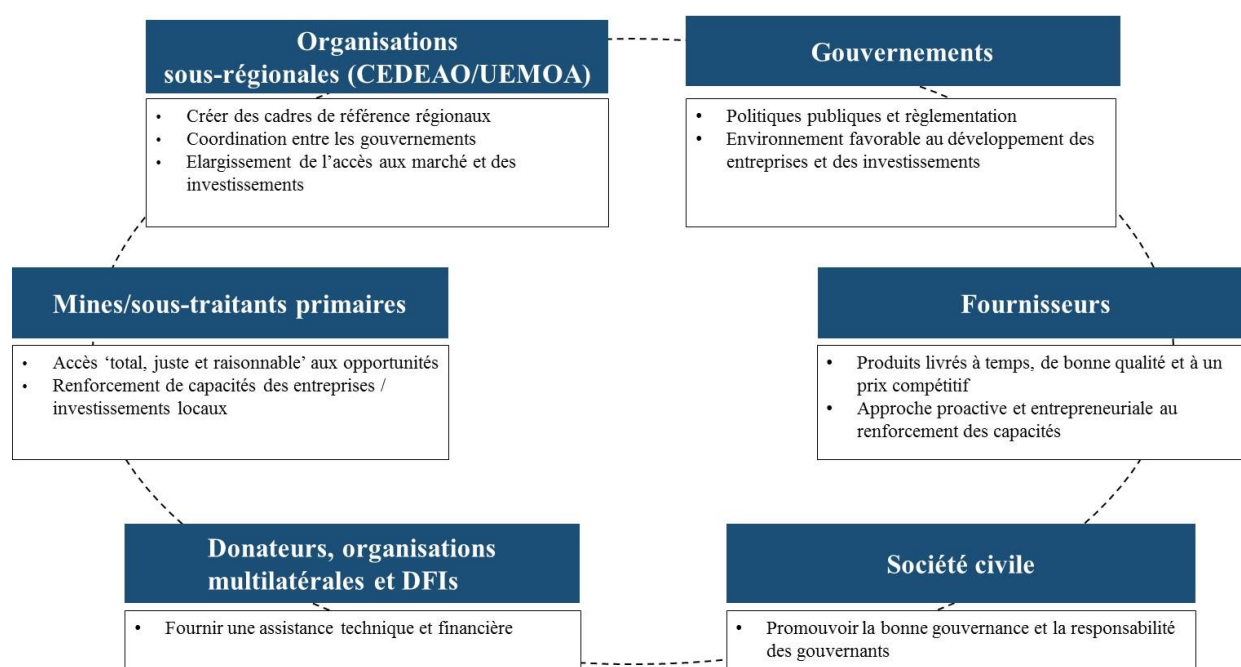 Organisations
sous-régionales (CEDEAO/UEMOA)
• Créer des cadres de référence régionaux
• Coordination entre les gouvernements
• Elargissement de l’accès aux marché et des
investissements
Gouvernements
• Politiques publiques et règlementation
• Environnement favorable au développement des
entreprises et des investissements
Mines/sous-traitants primaires
• Accès ‘total, juste et raisonnable’ aux opportunités
• Renforcement de capacités des entreprises /
investissements locaux
Fournisseurs
• Produits livrés à temps, de bonne qualité et à un
prix compétitif
• Approche proactive et entrepreneuriale au
renforcement des capacités
Donateurs, organisations
multilatérales et DFIs
• Fournir une assistance technique et financière
Société civile
• Promouvoir la bonne gouvernance et la responsabilité
des gouvernants